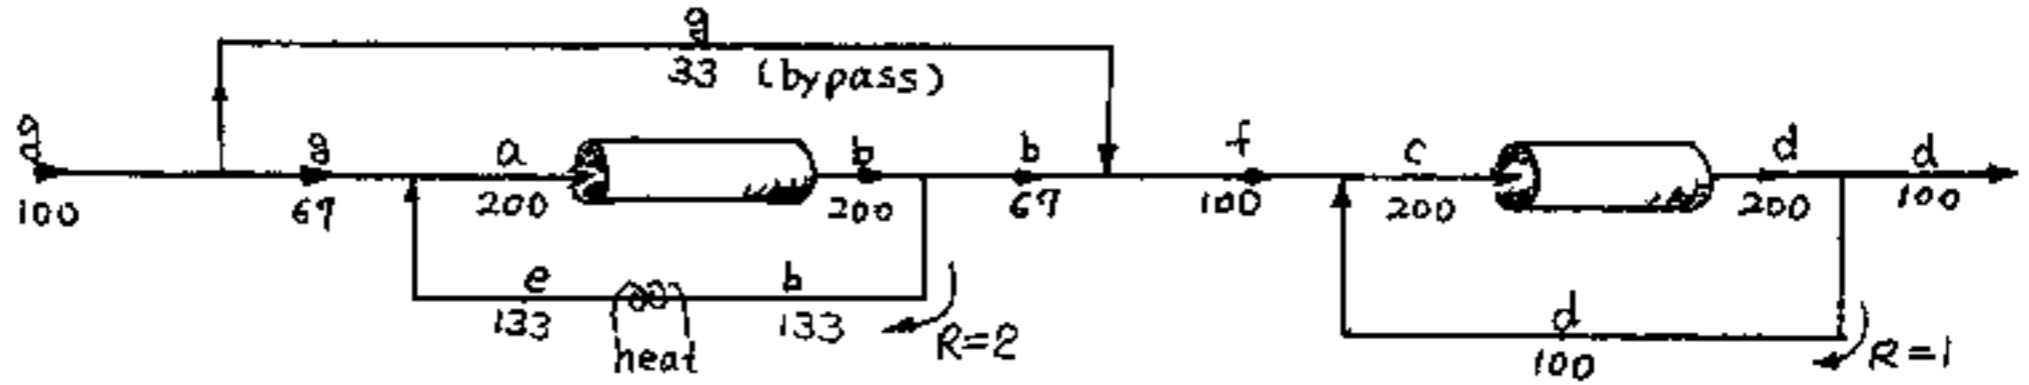 g
33 (bypass)
g g a b b f c d d
100 67 200 200 67 100 200 200 100
e b d
133 133 100
heat R=2 R=1